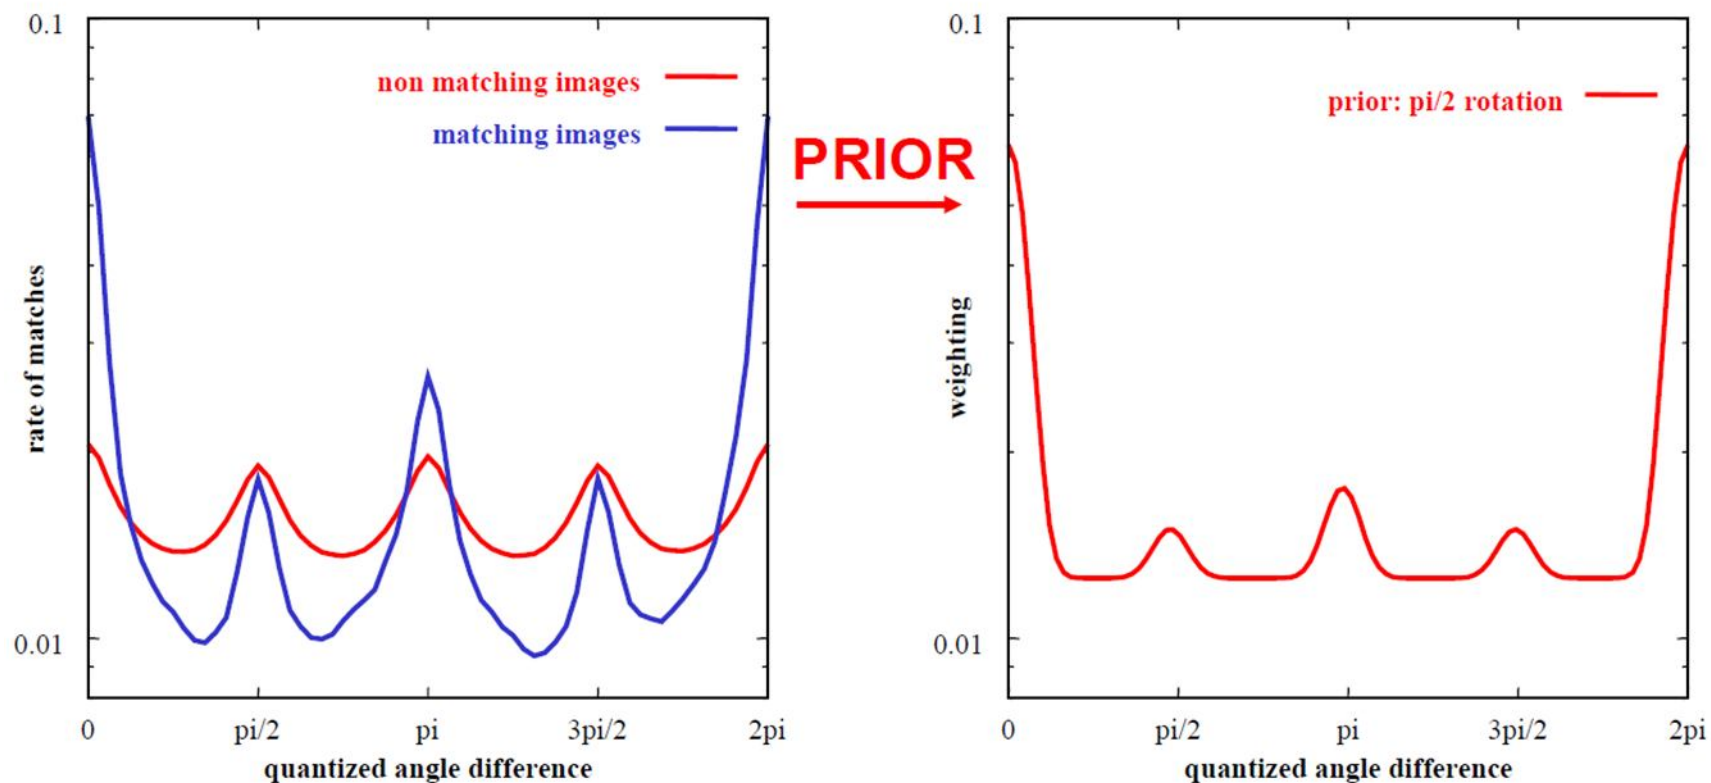 0.1
non matching images
matching images
rate of matches
0.01
0
pi/2
pi
3pi/2
2pi
quantized angle difference
PRIOR
0.1
prior: pi/2 rotation
weighting
0.01
0
pi/2
pi
3pi/2
2pi
quantized angle difference